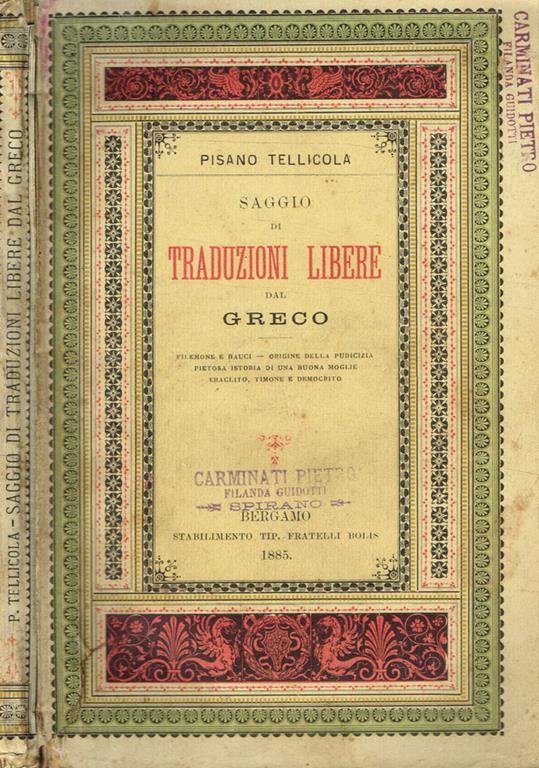 P. TELLICOLA - SAGGIO DI TRADUZIONI LIBERE DAL GRECO
PISANO TELLICOLA
SAGGIO
DI
TRADUZIONI LIBERE
DAL
GRECO
FILEMONE E BAUCI — ORIGINE DELLA PUDICIZIA
PIETOSA ISTORIA DI UNA BUONA MOGLIE
ERACLITO, TIMONE E DEMOCRITO
CARMINATI PIETRO
FILANDA GUIDOTTI
SPIRANO
BERGAMO
STABILIMENTO TIP. FRATELLI BOLIS
1885.
CARMINATI PIETRO
FILANDA GUIDOTTI